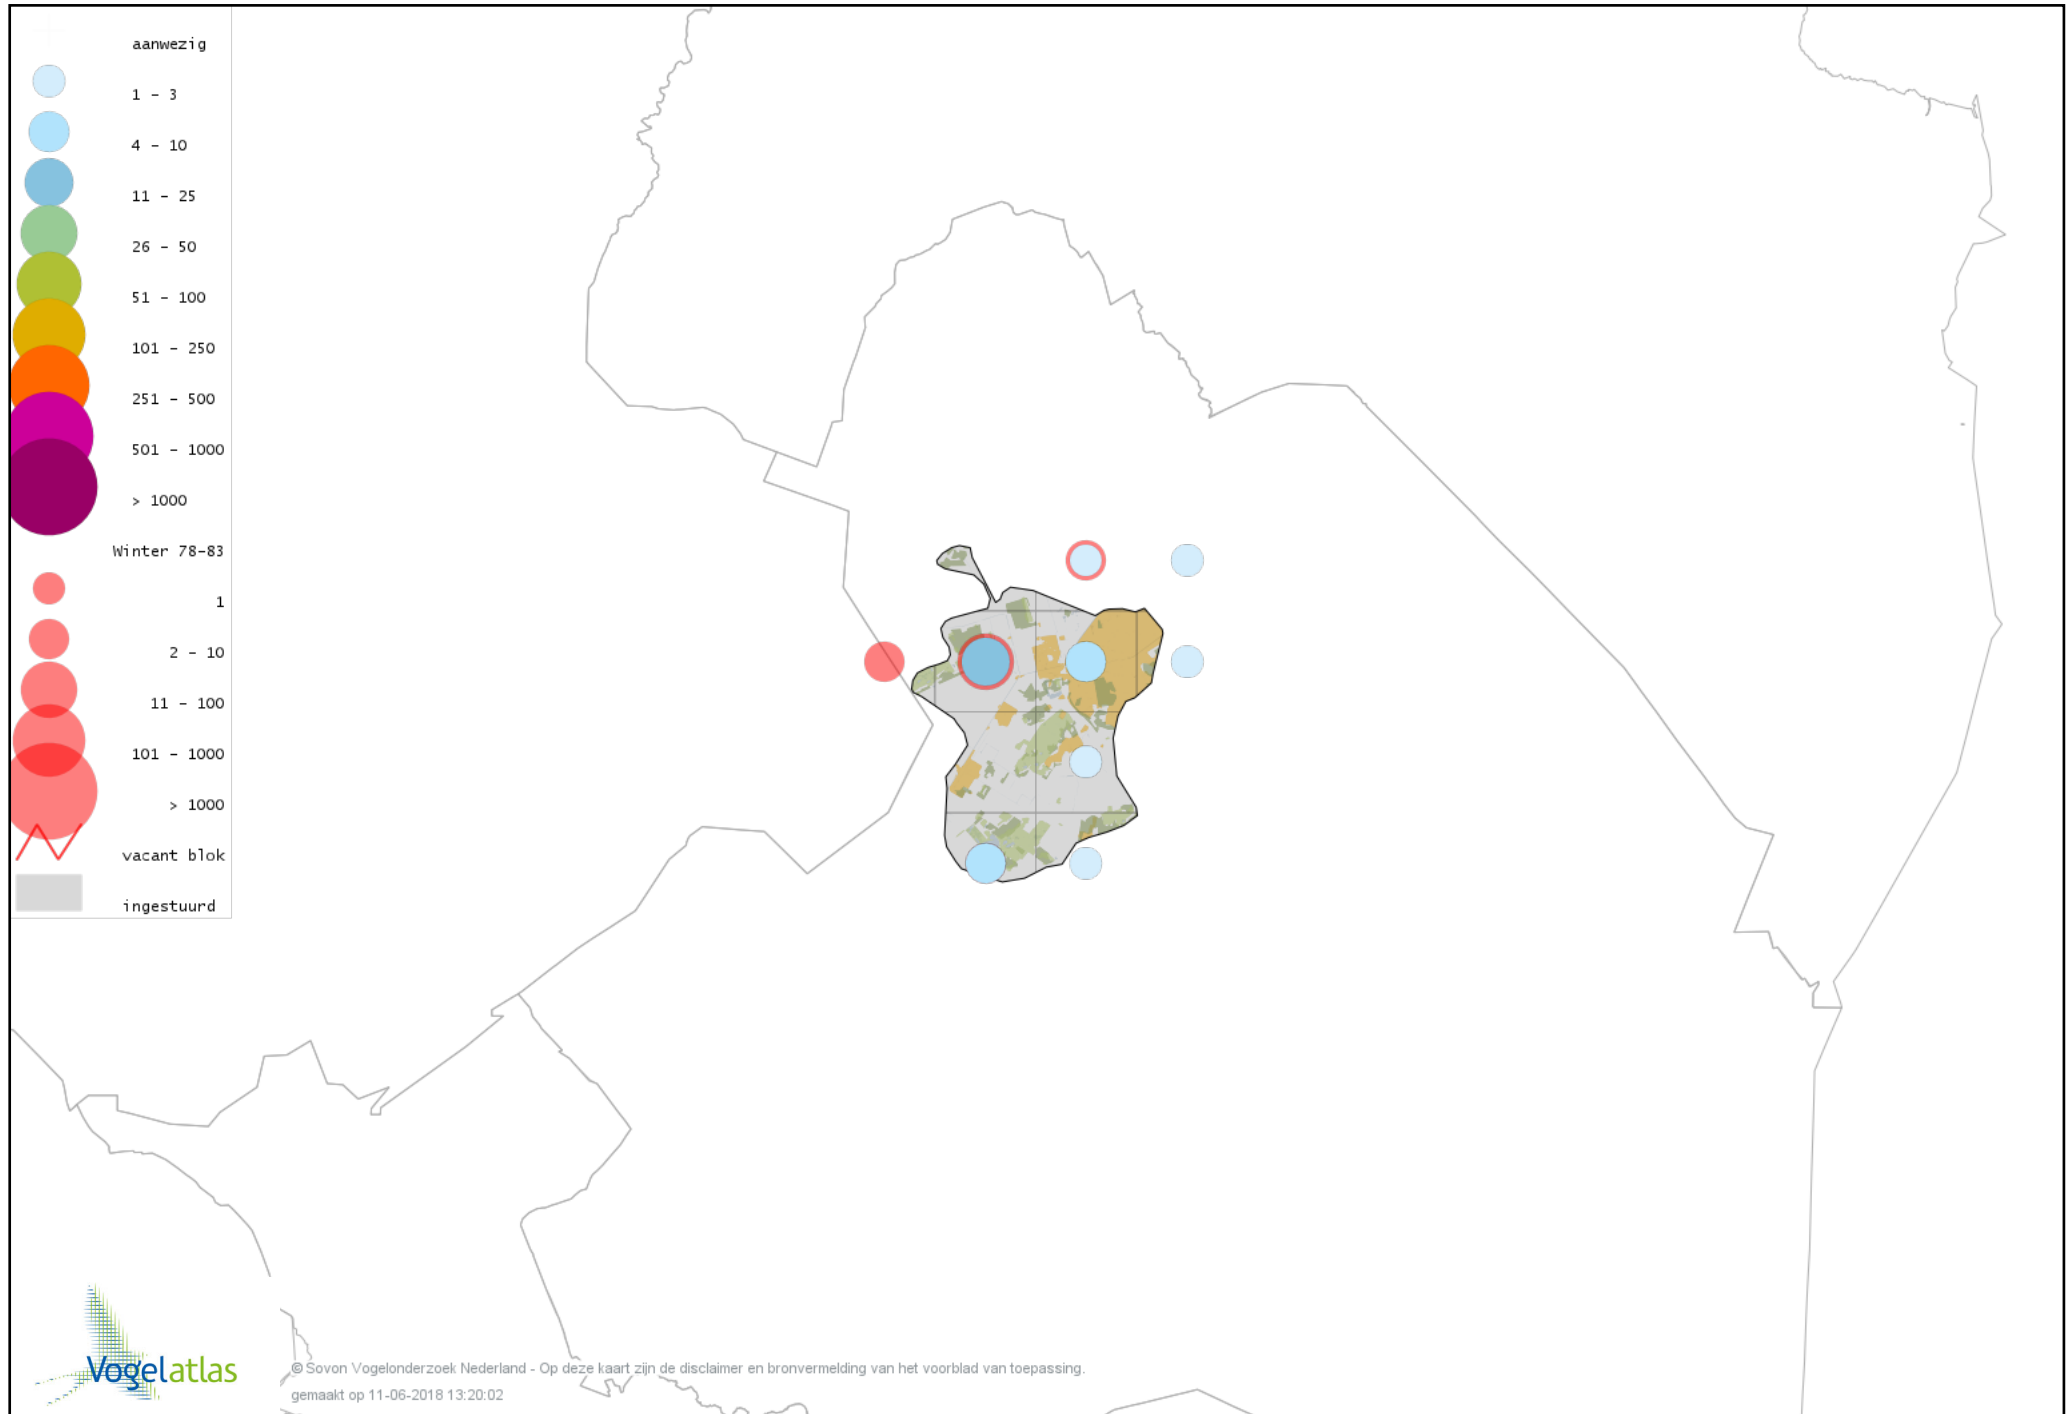 aanwezig
1 – 3
4 – 10
11 – 25
26 – 50
51 – 100
101 – 250
251 – 500
501 – 1000
> 1000
Winter 78-83
1
2 – 10
11 – 100
101 – 1000
> 1000
vacant blok
ingestuurd
Vogelatlas
© Sovon Vogelonderzoek Nederland - Op deze kaart zijn de disclaimer en bronvermelding van het voorblad van toepassing.
gemaakt op 11-06-2018 13:20:02